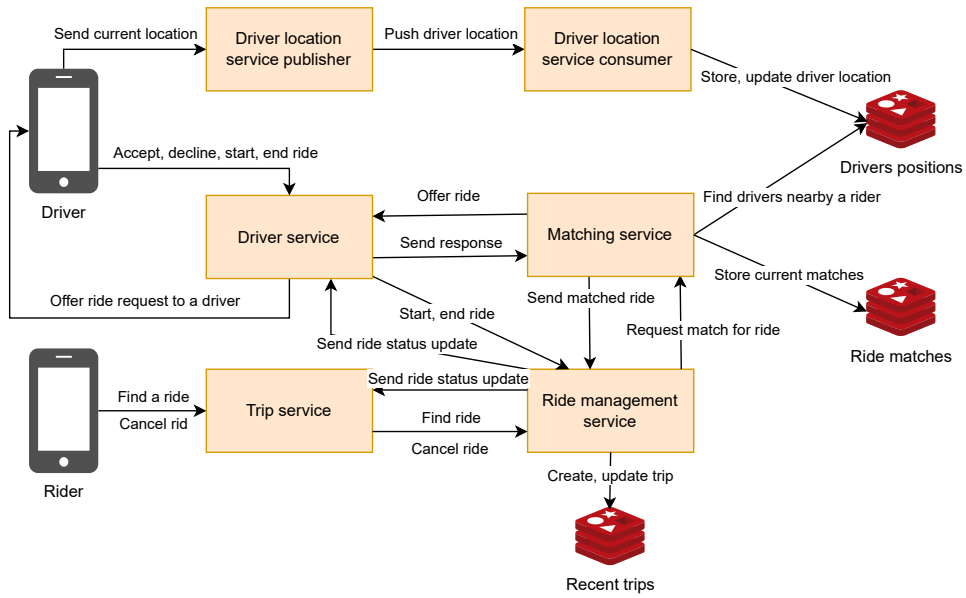 Send current location
Driver location
service publisher
Push driver location
Driver location
service consumer
Store, update driver location
Drivers positions
Driver
Accept, decline, start, end ride
Find drivers nearby a rider
Offer ride
Driver service
Matching service
Send response
Store current matches
Offer ride request to a driver
Send matched ride
Start, end ride
Request match for ride
Send ride status update
Ride matches
Send ride status update
Find a ride
Cancel rid
Trip service
Ride management
service
Find ride
Cancel ride
Rider
Create, update trip
Recent trips